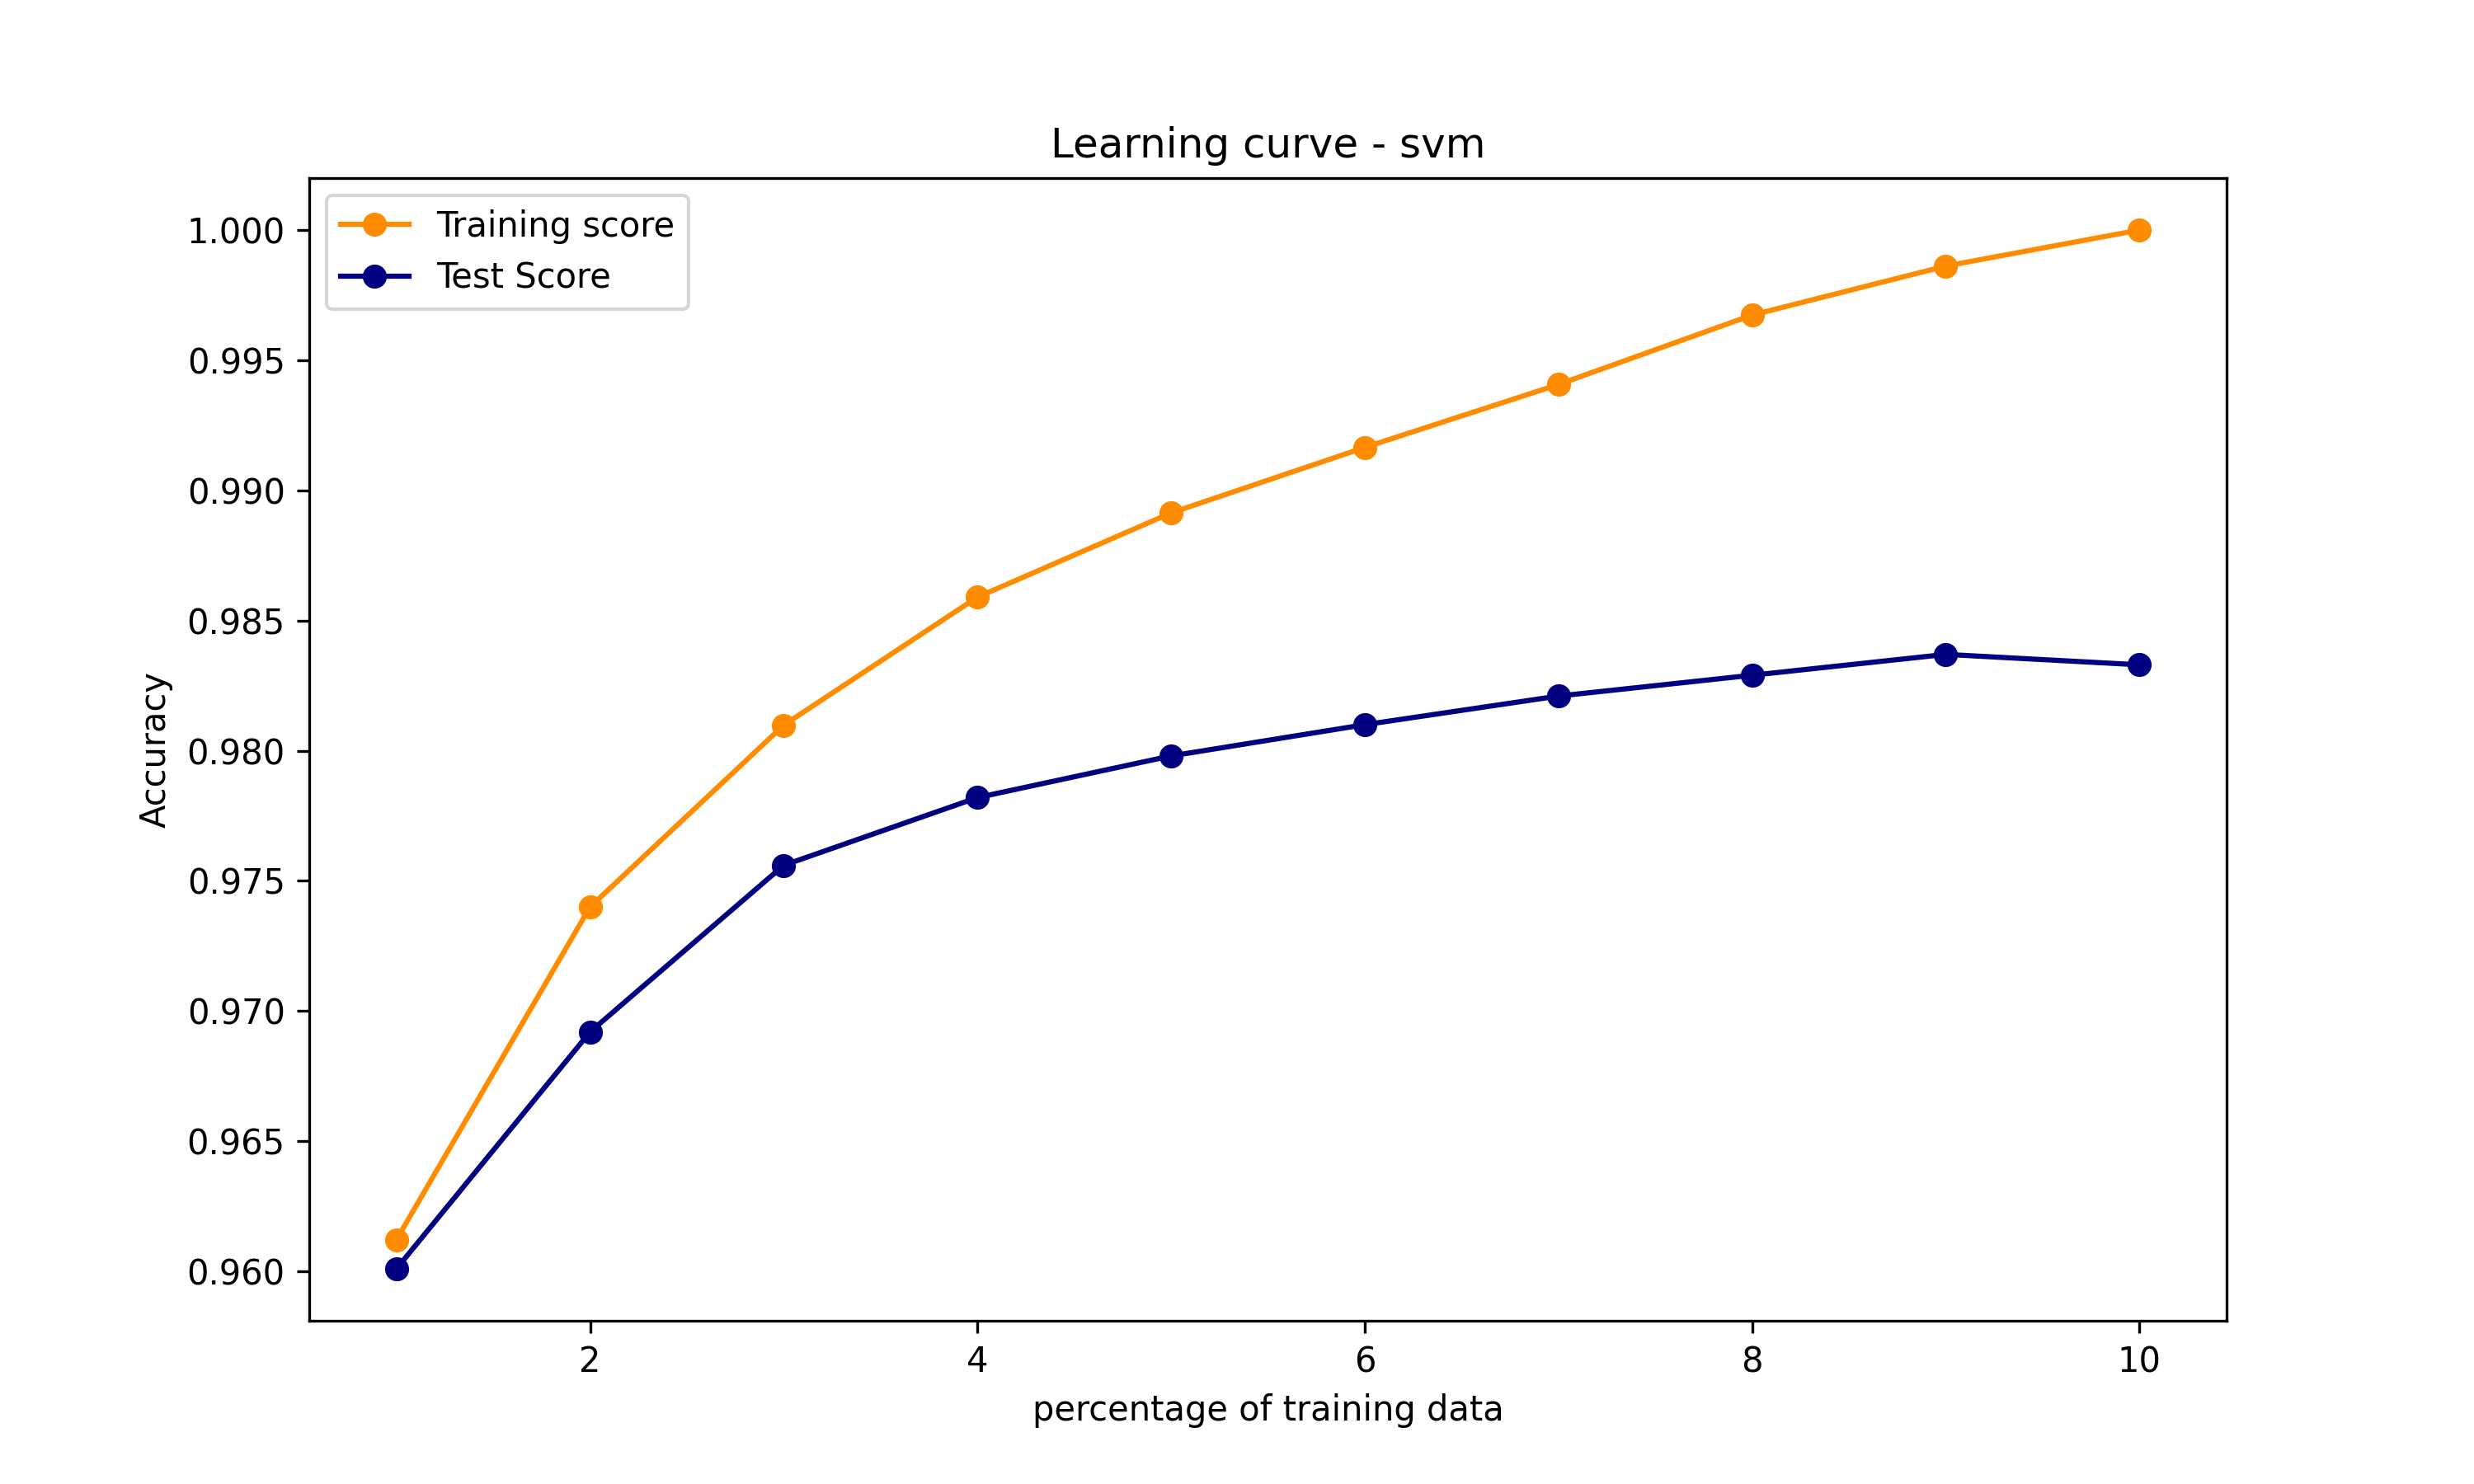 Learning curve - svm
Training score
Test Score
1.000
0.995
0.990
0.985
0.980
0.975
0.970
0.965
0.960
Accuracy
2 4 6 8 10
percentage of training data